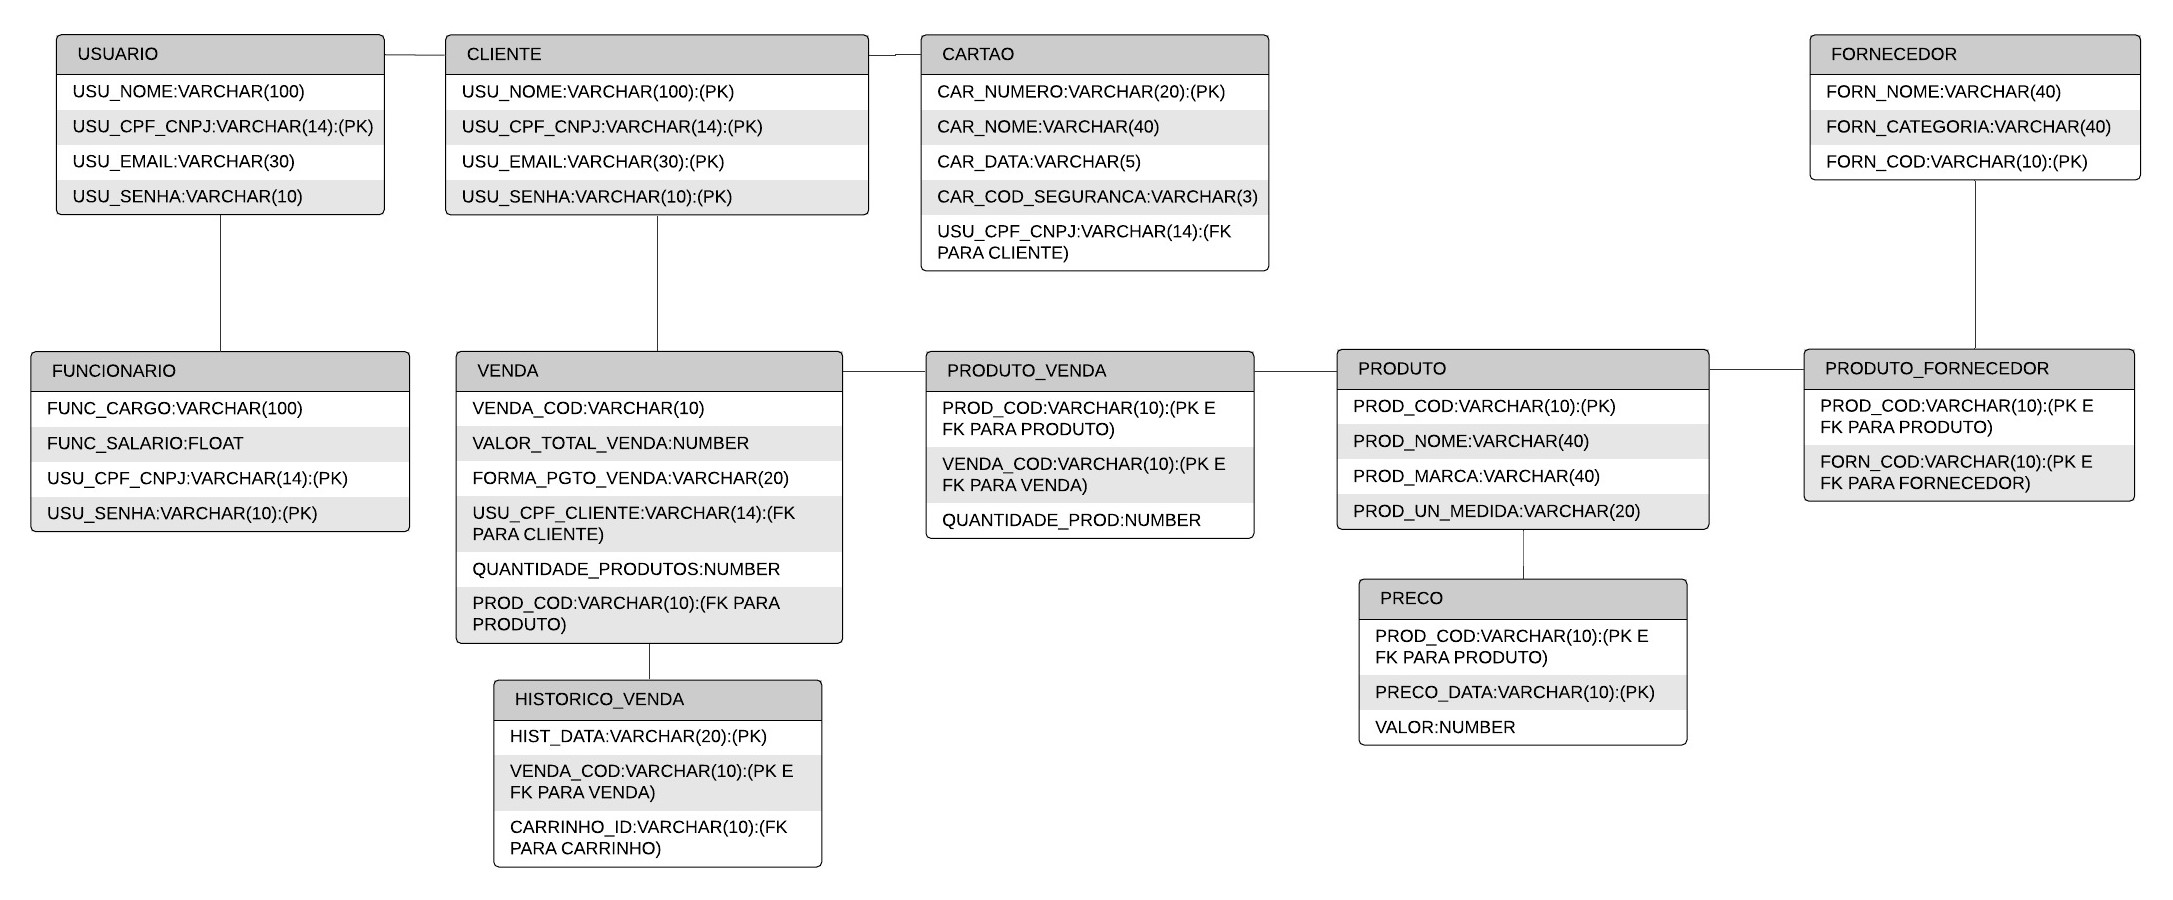 USUARIO
USU_NOME:VARCHAR(100)
USU_CPF_CNPJ:VARCHAR(14):(PK)
USU_EMAIL:VARCHAR(30)
USU_SENHA:VARCHAR(10)
CLIENTE
USU_NOME:VARCHAR(100):(PK)
USU_CPF_CNPJ:VARCHAR(14):(PK)
USU_EMAIL:VARCHAR(30):(PK)
USU_SENHA:VARCHAR(10):(PK)
CARTAO
CAR_NUMERO:VARCHAR(20):(PK)
CAR_NOME:VARCHAR(40)
CAR_DATA:VARCHAR(5)
CAR_COD_SEGURANCA:VARCHAR(3)
USU_CPF_CNPJ:VARCHAR(14):(FK
PARA CLIENTE)
FORNECEDOR
FORN_NOME:VARCHAR(40)
FORN_CATEGORIA:VARCHAR(40)
FORN_COD:VARCHAR(10):(PK)
FUNCIONARIO
FUNC_CARGO:VARCHAR(100)
FUNC_SALARIO:FLOAT
USU_CPF_CNPJ:VARCHAR(14):(PK)
USU_SENHA:VARCHAR(10):(PK)
VENDA
VENDA_COD:VARCHAR(10)
VALOR_TOTAL_VENDA:NUMBER
FORMA_PGTO_VENDA:VARCHAR(20)
USU_CPF_CLIENTE:VARCHAR(14):(FK
PARA CLIENTE)
QUANTIDADE_PRODUTOS:NUMBER
PROD_COD:VARCHAR(10):(FK PARA
PRODUTO)
PRODUTO_VENDA
PROD_COD:VARCHAR(10):(PK E
FK PARA PRODUTO)
VENDA_COD:VARCHAR(10):(PK E
FK PARA VENDA)
QUANTIDADE_PROD:NUMBER
PRODUTO
PROD_COD:VARCHAR(10):(PK)
PROD_NOME:VARCHAR(40)
PROD_MARCA:VARCHAR(40)
PROD_UN_MEDIDA:VARCHAR(20)
PRODUTO_FORNECEDOR
PROD_COD:VARCHAR(10):(PK E
FK PARA PRODUTO)
FORN_COD:VARCHAR(10):(PK E
FK PARA FORNECEDOR)
PRECO
PROD_COD:VARCHAR(10):(PK E
FK PARA PRODUTO)
PRECO_DATA:VARCHAR(10):(PK)
VALOR:NUMBER
HISTORICO_VENDA
HIST_DATA:VARCHAR(20):(PK)
VENDA_COD:VARCHAR(10):(PK E
FK PARA VENDA)
CARRINHO_ID:VARCHAR(10):(FK
PARA CARRINHO)